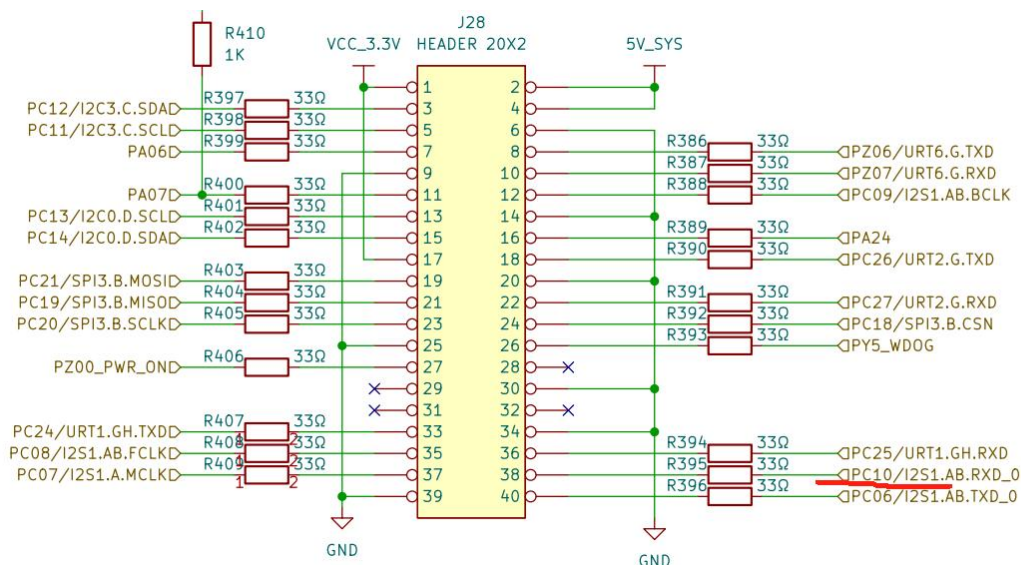 J28
HEADER 20X2
R410
1K
VCC_3.3V
5V_SYS
1 2
PC12/I2C3.C.SDA R397 33Ω 3 4
PC11/I2C3.C.SCL R398 33Ω 5 6
PA06 R399 33Ω 7 8 R386 33Ω PZ06/URT6.G.TXD
9 10 R387 33Ω PZ07/URT6.G.RXD
PA07 R400 33Ω 11 12 R388 33Ω PC09/I2S1.AB.BCLK
PC13/I2C0.D.SCL R401 33Ω 13 14
PC14/I2C0.D.SDA R402 33Ω 15 16 R389 33Ω PA24
17 18 R390 33Ω PC26/URT2.G.TXD
PC21/SPI3.B.MOSI R403 33Ω 19 20
PC19/SPI3.B.MISO R404 33Ω 21 22 R391 33Ω PC27/URT2.G.RXD
PC20/SPI3.B.SCLK R405 33Ω 23 24 R392 33Ω PC18/SPI3.B.CSN
25 26 R393 33Ω PY5_WDOG
PZ00_PWR_ON R406 33Ω 27 28
29 30
31 32
PC24/URT1.GH.TXD R407 33Ω 33 34
PC08/I2S1.AB.FCLK R408 1 2 33Ω 35 36 R394 33Ω PC25/URT1.GH.RXD
PC07/I2S1.A.MCLK R409 1 2 33Ω 37 38 R395 33Ω PC10/I2S1.AB.RXD_0
39 40 R396 33Ω PC06/I2S1.AB.TXD_0
GND
GND